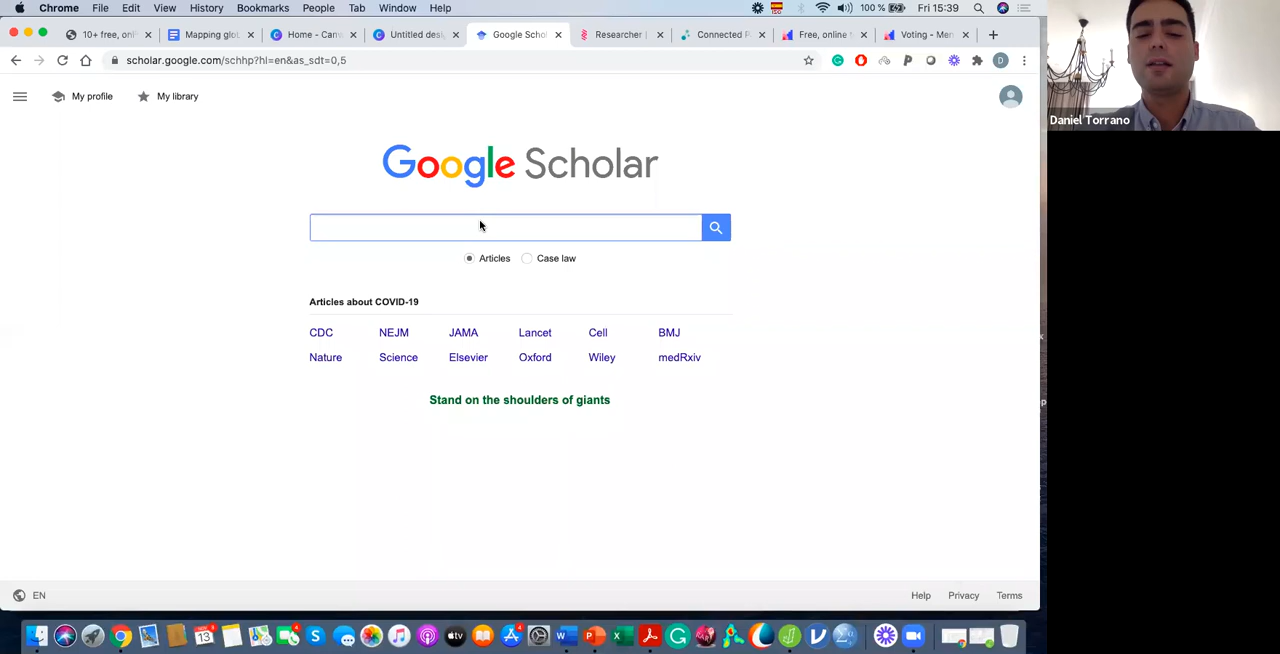 Chrome File Edit View History Bookmarks People Tab Window Help 100 % Fri 15:39
10+ free, onl Mapping glob Home - Canv Untitled desi Google Schol Researcher | Connected P Free, online Voting - Men
scholar.google.com/schhp?hl=en&as_sdt=0,5 D
My profile My library
Google Scholar
Articles Case law
Articles about COVID-19
CDC NEJM JAMA Lancet Cell BMJ
Nature Science Elsevier Oxford Wiley medRxiv
Stand on the shoulders of giants
EN Help Privacy Terms
Daniel Torrano